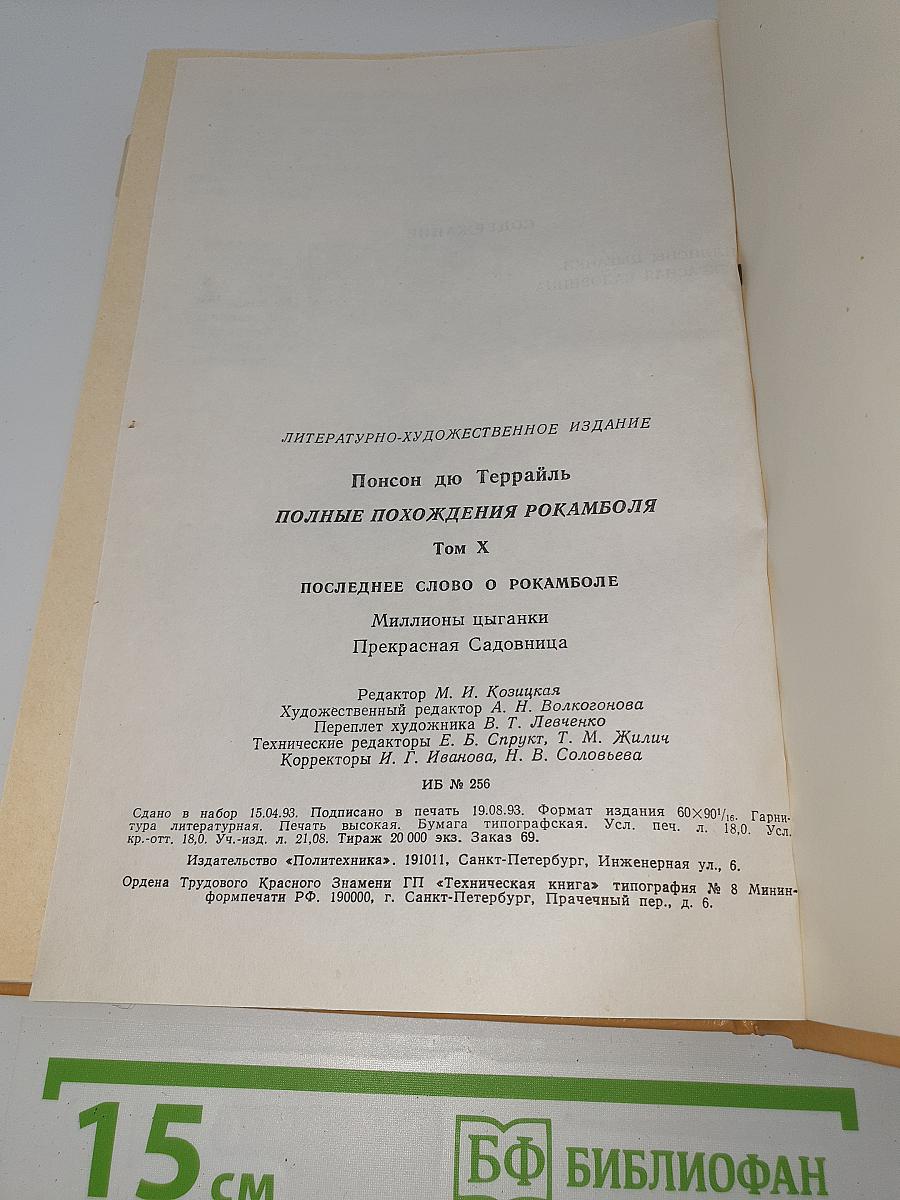 СОДЕРЖАНИЕ
ЛИТЕРАТУРНО-ХУДОЖЕСТВЕННОЕ ИЗДАНИЕ
Понсон дю Террайль
ПОЛНЫЕ ПОХОЖДЕНИЯ РОКАМБОЛЯ
Том X
ПОСЛЕДНЕЕ СЛОВО О РОКАМБОЛЕ
Миллионы цыганки
Прекрасная Садовница
Редактор М. И. Козицкая
Художественный редактор А. Н. Волкогонова
Переплет художника В. Т. Левченко
Технические редакторы Е. Б. Спрукт, Т. М. Жилич
Корректоры И. Г. Иванова, Н. В. Соловьева
ИБ № 256
Сдано в набор 15.04.93. Подписано в печать 19.08.93. Формат издания 60×90¹/₁₆. Гарни-
тура литературная. Печать высокая. Бумага типографская. Усл. печ. л. 18,0. Усл.
кр.-отт. 18,0. Уч.-изд. л. 21,08. Тираж 20 000 экз. Заказ 69.
Издательство «Политехника». 191011, Санкт-Петербург, Инженерная ул., 6.
Ордена Трудового Красного Знамени ГП «Техническая книга» типография № 8 Минин-
формпечати РФ. 190000, г. Санкт-Петербург, Прачечный пер., д. 6.
15 см
БФ БИБЛИОФАН